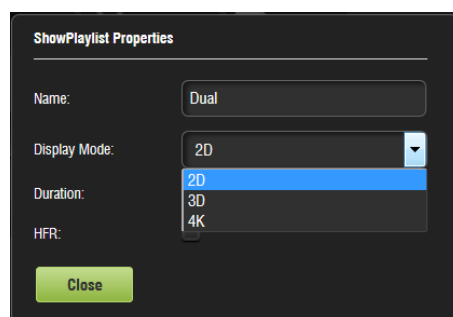 ShowPlaylist Properties
Name: Dual
Display Mode: 2D
2D
Duration:
3D
4K
HFR:
Close